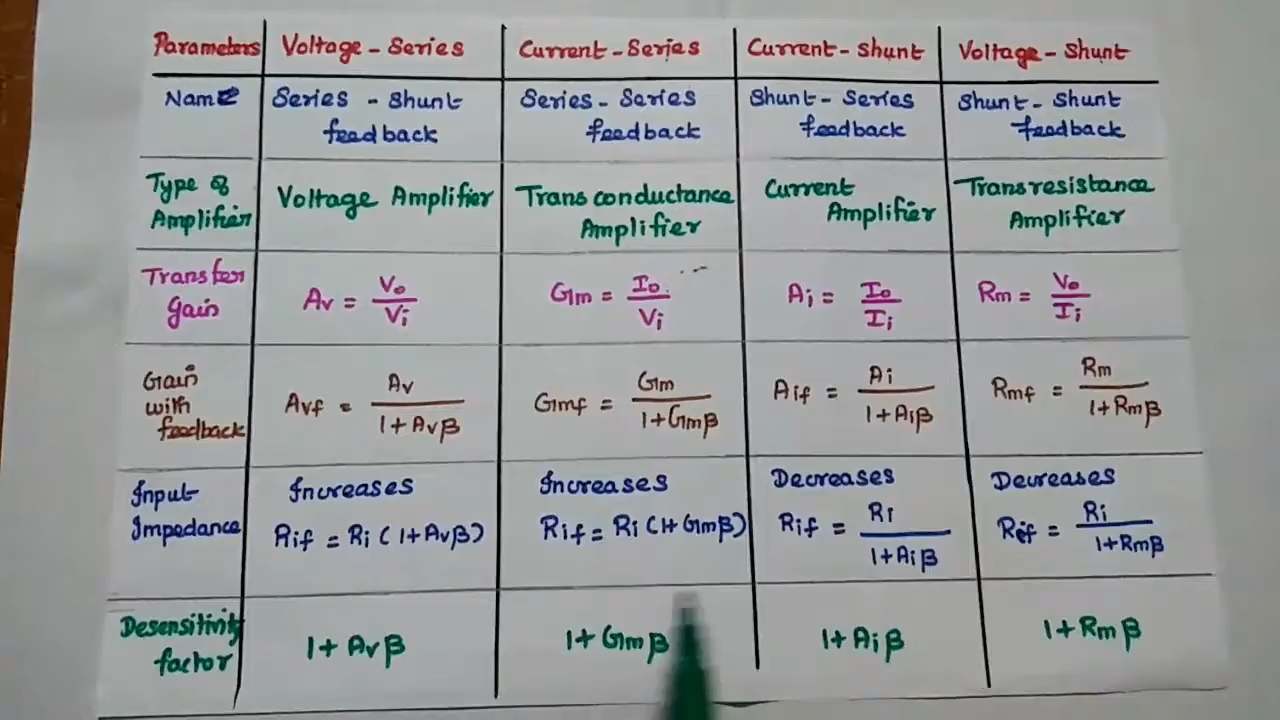 Parameters Voltage - Series Current - Series Current - Shunt Voltage - Shunt
Name Series - Shunt feedback Series - Series feedback Shunt - Series feedback Shunt - Shunt feedback
Type of Amplifier Voltage Amplifier Trans conductance Amplifier Current Amplifier Transresistance Amplifier
Transfer gain Av = Vo/Vi Gm = Io/Vi Ai = Io/Ii Rm = Vo/Ii
Gain with feedback Avf = Av/1+Avβ Gmf = Gm/1+Gmβ Aif = Ai/1+Aiβ Rmf = Rm/1+Rmβ
Input Impedance Increases Rif = Ri (1+Avβ) Increases Rif = Ri (1+Gmβ) Decreases Rif = Ri/1+Aiβ Decreases Rif = Ri/1+Rmβ
Desensitivity factor 1+Avβ 1+Gmβ 1+Aiβ 1+Rmβ